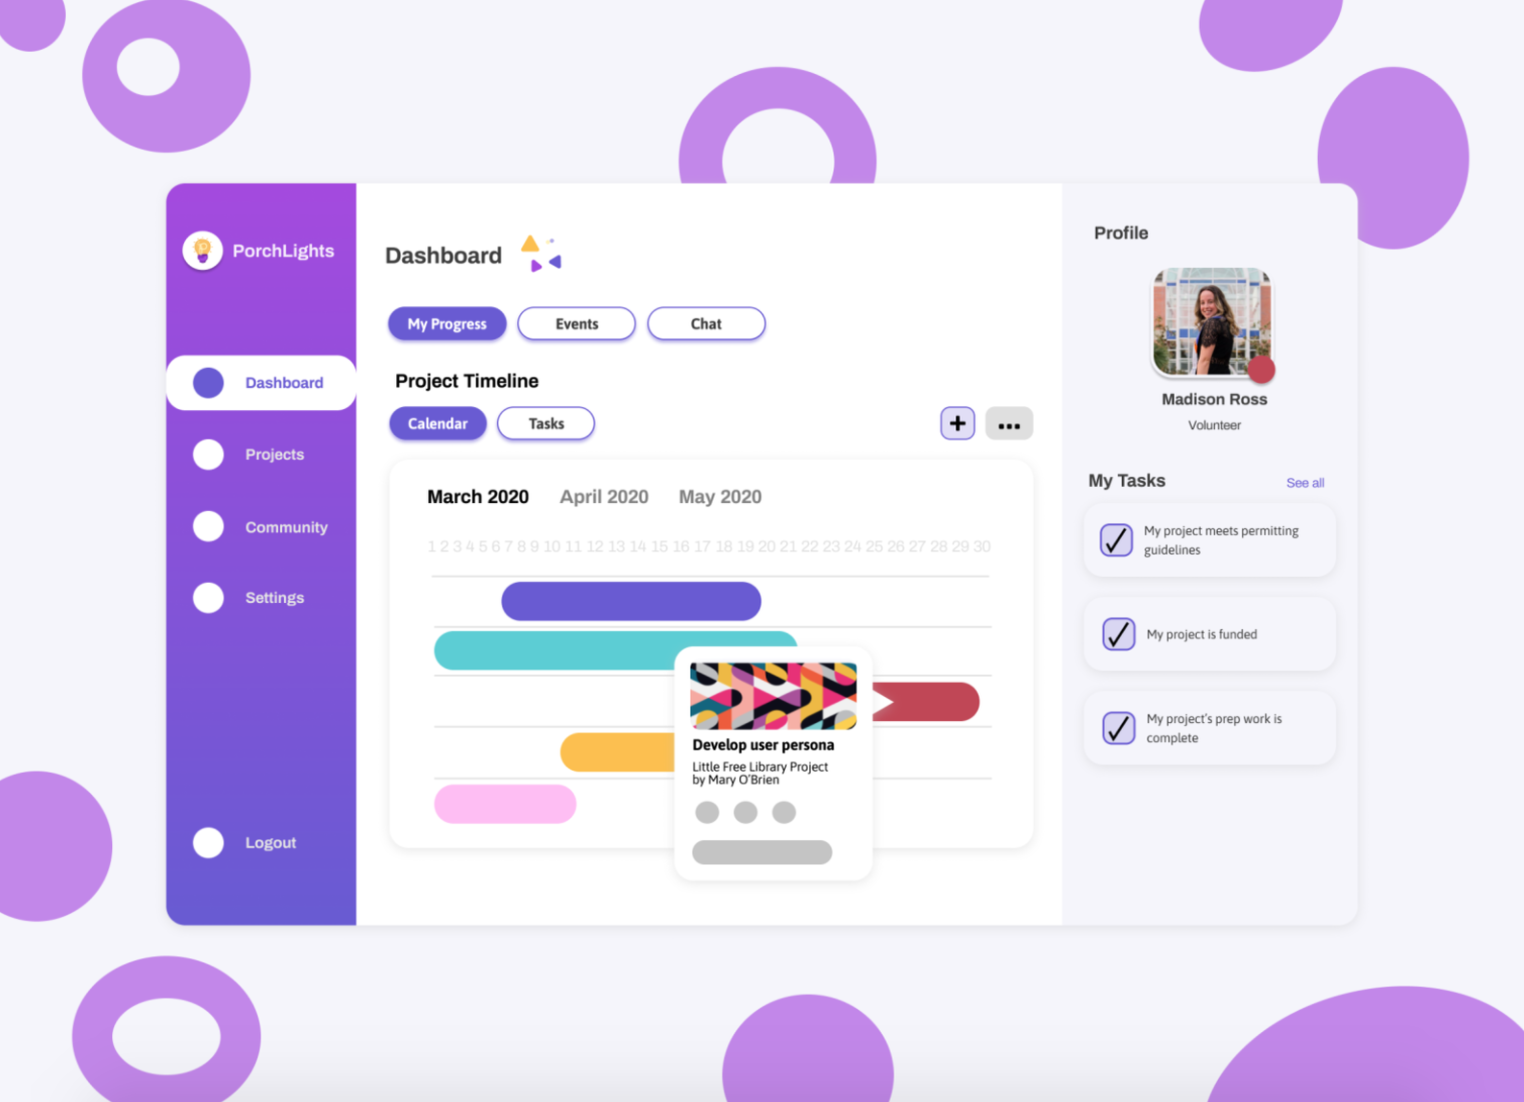 PorchLights
Dashboard
Projects
Community
Settings
Logout
Dashboard
My Progress
Events
Chat
Project Timeline
Calendar
Tasks
+
...
March 2020
April 2020
May 2020
1 2 3 4 5 6 7 8 9 10 11 12 13 14 15 16 17 18 19 20 21 22 23 24 25 26 27 28 29 30
Develop user persona
Little Free Library Project
by Mary O'Brien
Profile
Madison Ross
Volunteer
My Tasks
See all
My project meets permitting
guidelines
My project is funded
My project's prep work is
complete